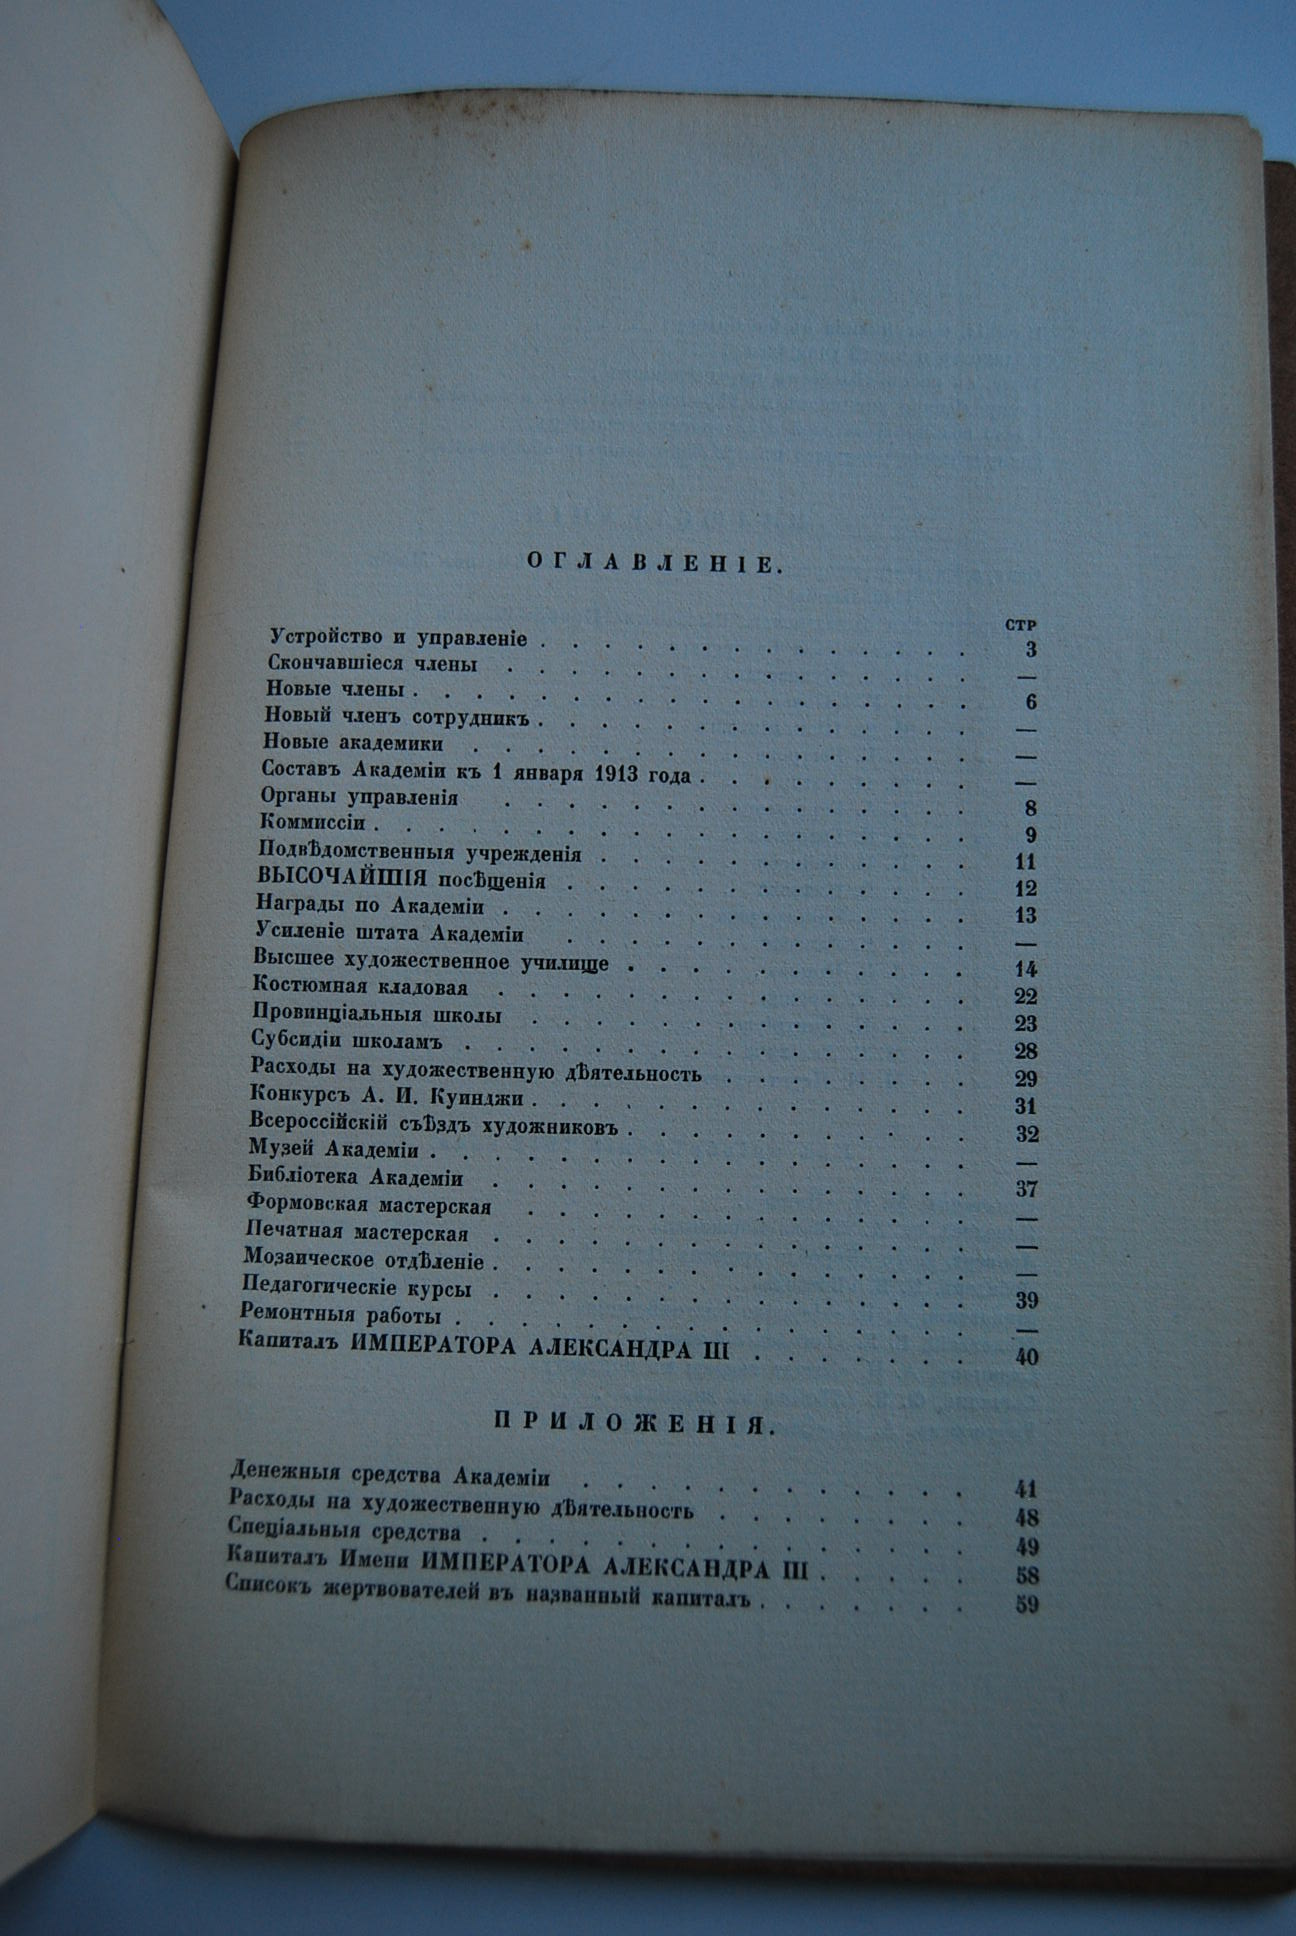 ОГЛАВЛЕНІЕ.
СТР
Устройство и управленіе . . . . . . . . . . . . . . 3
Скончавшіеся члены . . . . . . . . . . . . . . . —
Новые члены . . . . . . . . . . . . . . . . . . 6
Новый членъ сотрудникъ . . . . . . . . . . . . . . —
Новые академики . . . . . . . . . . . . . . . . —
Составъ Академіи къ 1 января 1913 года . . . . . . . . . —
Органы управленія . . . . . . . . . . . . . . . 8
Коммиссіи . . . . . . . . . . . . . . . . . . . 9
Подвѣдомственныя учрежденія . . . . . . . . . . . . 11
ВЫСОЧАЙШІЯ посѣщенія . . . . . . . . . . . . . 12
Награды по Академіи . . . . . . . . . . . . . . . 13
Усиленіе штата Академіи . . . . . . . . . . . . . —
Высшее художественное училище . . . . . . . . . . . 14
Костюмная кладовая . . . . . . . . . . . . . . . 22
Провинціальныя школы . . . . . . . . . . . . . . 23
Субсидіи школамъ . . . . . . . . . . . . . . . . 28
Расходы на художественную дѣятельность . . . . . . . . 29
Конкурсъ А. И. Куинджи . . . . . . . . . . . . . . 31
Всероссійскій съѣздъ художниковъ . . . . . . . . . . . 32
Музей Академіи . . . . . . . . . . . . . . . . . —
Библіотека Академіи . . . . . . . . . . . . . . . 37
Формовская мастерская . . . . . . . . . . . . . . —
Печатная мастерская . . . . . . . . . . . . . . . —
Мозаическое отдѣленіе . . . . . . . . . . . . . . . —
Педагогическіе курсы . . . . . . . . . . . . . . . 39
Ремонтныя работы . . . . . . . . . . . . . . . . —
Капиталъ ИМПЕРАТОРА АЛЕКСАНДРА III . . . . . . . 40
ПРИЛОЖЕНІЯ.
Денежныя средства Академіи . . . . . . . . . . . . 41
Расходы на художественную дѣятельность . . . . . . . . 48
Спеціальныя средства . . . . . . . . . . . . . . . 49
Капиталъ Имени ИМПЕРАТОРА АЛЕКСАНДРА III . . . . . 58
Списокъ жертвователей въ названный капиталъ . . . . . . . 59